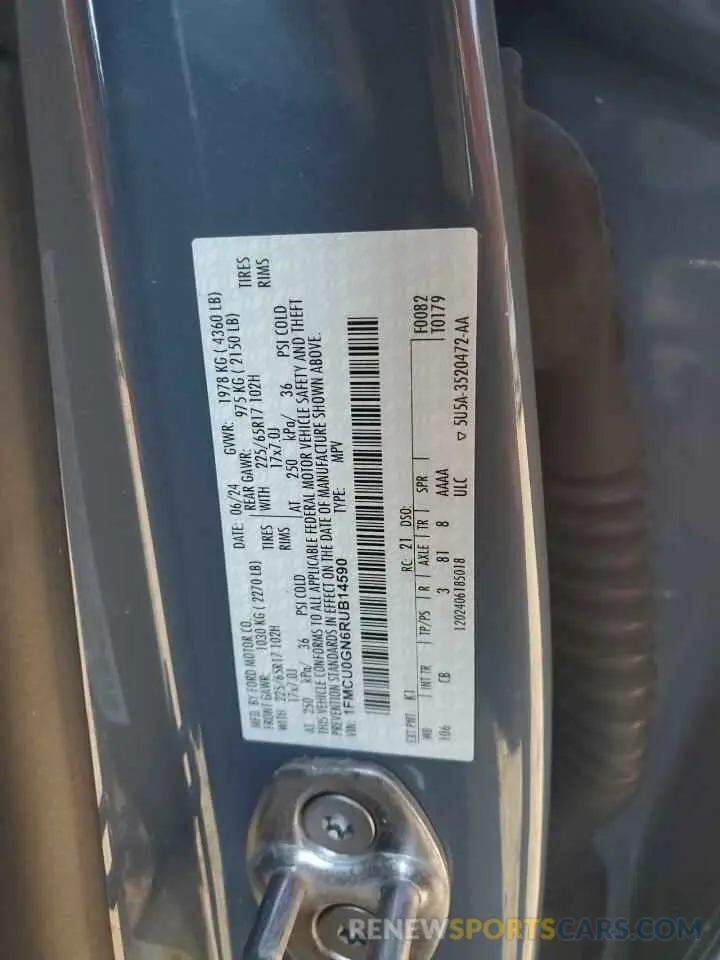 MFD. BY FORD MOTOR CO.
DATE: 06/24 GVWR: 1978 KG ( 4360 LB)
FRONT GAWR: 1030 KG ( 2270 LB) REAR GAWR: 975 KG ( 2150 LB)
WITH 225/65R17 102H TIRES WITH 225/65R17 102H TIRES
17x7.0J RIMS 17x7.0J RIMS
AT 250 kPa/ 36 PSI COLD AT 250 kPa/ 36 PSI COLD
THIS VEHICLE CONFORMS TO ALL APPLICABLE FEDERAL MOTOR VEHICLE SAFETY AND THEFT
PREVENTION STANDARDS IN EFFECT ON THE DATE OF MANUFACTURE SHOWN ABOVE.
VIN: 1FMCU0GN6RUB14590 TYPE: MPV
EXT PNT: K1 RC: 21 DSO: F0082
WB INT TR TP/PS R AXLE TR SPR T0179
106 CB 3 81 8 AAAA
1202406185018 ULC ▽ 5U5A-3520472-AA
RENEWSPORTSCARS.COM